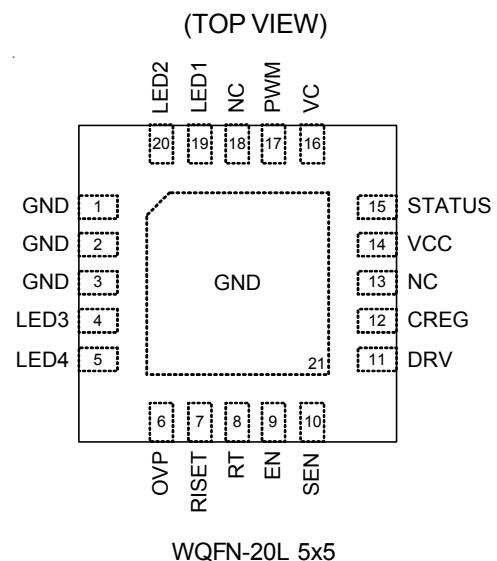 (TOP VIEW)
LED2 LED1 NC PWM VC
20 19 18 17 16
GND 1 15 STATUS
GND 2 14 VCC
GND 3 GND 13 NC
LED3 4 12 CREG
LED4 5 21 11 DRV
6 7 8 9 10
OVP RISET RT EN SEN
WQFN-20L 5x5